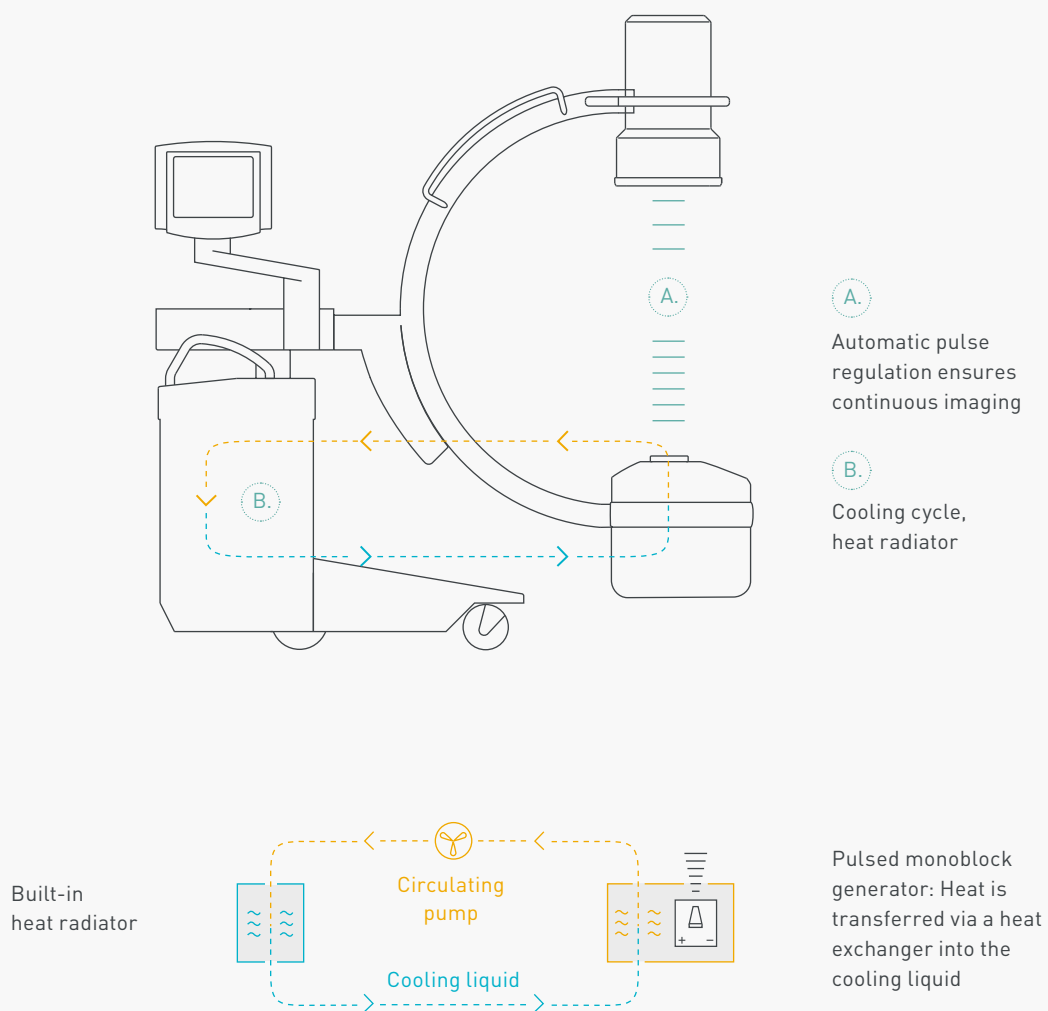 A.
A.
Automatic pulse
regulation ensures
continuous imaging
B.
B.
Cooling cycle,
heat radiator
Built-in
heat radiator
Circulating
pump
+ −
Cooling liquid
Pulsed monoblock
generator: Heat is
transferred via a heat
exchanger into the
cooling liquid